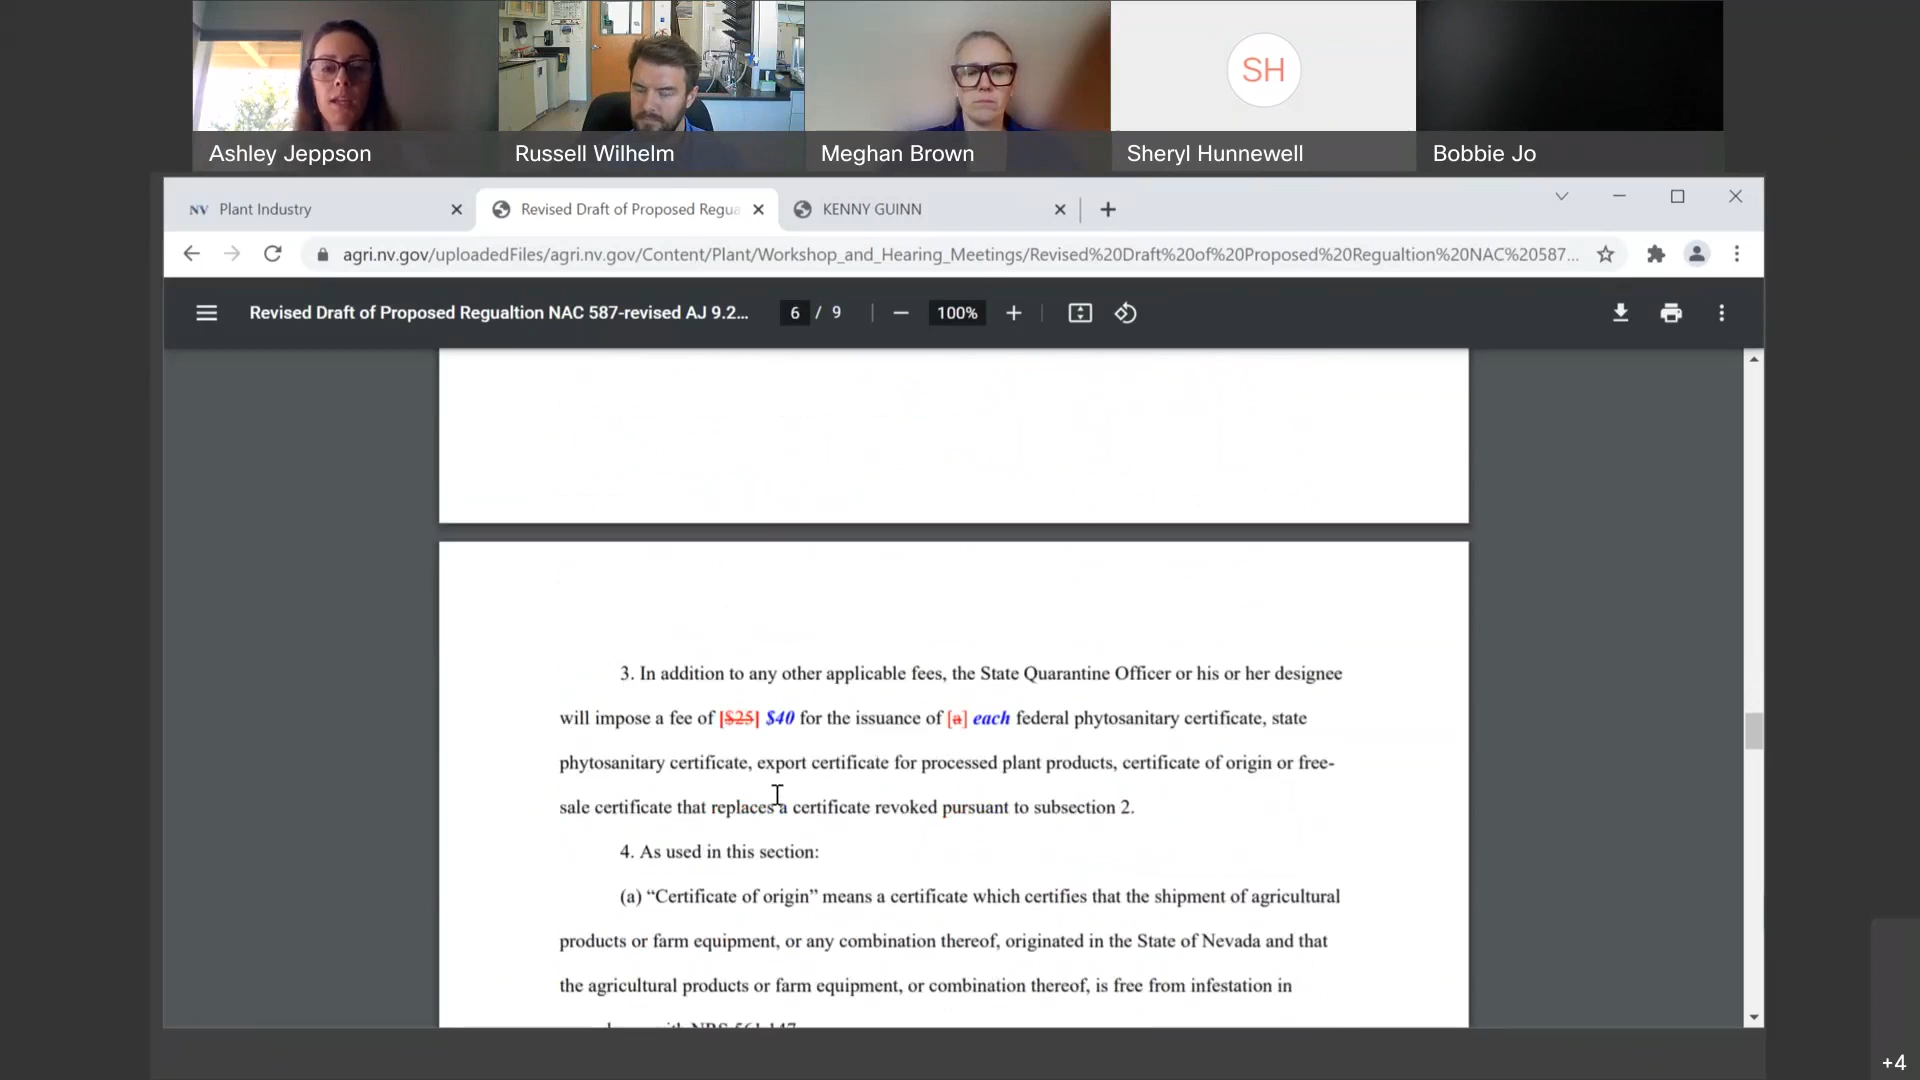 SH
Ashley Jeppson
Russell Wilhelm
Meghan Brown
Sheryl Hunnewell
Bobbie Jo
NV Plant Industry
Revised Draft of Proposed Regua
KENNY GUINN
agri.nv.gov/uploadedFiles/agri.nv.gov/Content/Plant/Workshop_and_Hearing_Meetings/Revised%20Draft%20of%20Proposed%20Regualtion%20NAC%20587...
Revised Draft of Proposed Regualtion NAC 587-revised AJ 9.2...
6 / 9
100%
3. In addition to any other applicable fees, the State Quarantine Officer or his or her designee
will impose a fee of [$25] $40 for the issuance of [a] each federal phytosanitary certificate, state
phytosanitary certificate, export certificate for processed plant products, certificate of origin or free-
sale certificate that replaces a certificate revoked pursuant to subsection 2.
4. As used in this section:
(a) “Certificate of origin” means a certificate which certifies that the shipment of agricultural
products or farm equipment, or any combination thereof, originated in the State of Nevada and that
the agricultural products or farm equipment, or combination thereof, is free from infestation in
+4